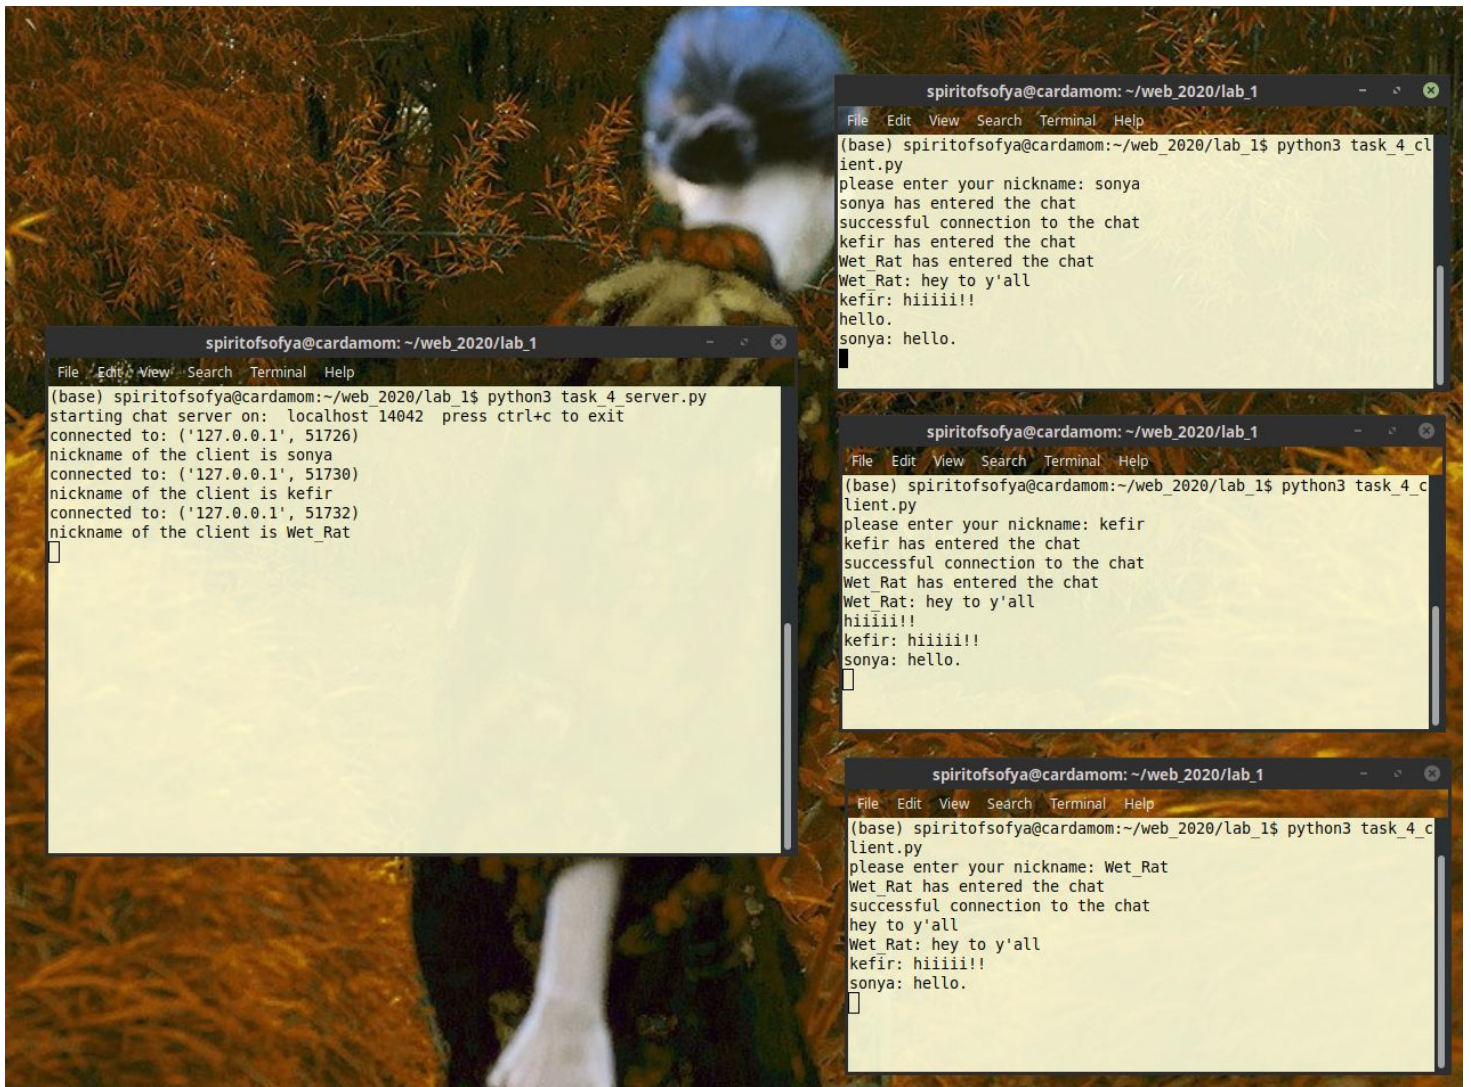 spiritofsofya@cardamom: ~/web_2020/lab_1
File Edit View Search Terminal Help
(base) spiritofsofya@cardamom:~/web_2020/lab_1$ python3 task_4_server.py
starting chat server on:  localhost 14042  press ctrl+c to exit
connected to: ('127.0.0.1', 51726)
nickname of the client is sonya
connected to: ('127.0.0.1', 51730)
nickname of the client is kefir
connected to: ('127.0.0.1', 51732)
nickname of the client is Wet_Rat
spiritofsofya@cardamom: ~/web_2020/lab_1
File Edit View Search Terminal Help
(base) spiritofsofya@cardamom:~/web_2020/lab_1$ python3 task_4_cl
ient.py
please enter your nickname: sonya
sonya has entered the chat
successful connection to the chat
kefir has entered the chat
Wet_Rat has entered the chat
Wet_Rat: hey to y'all
kefir: hiiiii!!
hello.
sonya: hello.
spiritofsofya@cardamom: ~/web_2020/lab_1
File Edit View Search Terminal Help
(base) spiritofsofya@cardamom:~/web_2020/lab_1$ python3 task_4_c
lient.py
please enter your nickname: kefir
kefir has entered the chat
successful connection to the chat
Wet_Rat has entered the chat
Wet_Rat: hey to y'all
hiiiii!!
kefir: hiiiii!!
sonya: hello.
spiritofsofya@cardamom: ~/web_2020/lab_1
File Edit View Search Terminal Help
(base) spiritofsofya@cardamom:~/web_2020/lab_1$ python3 task_4_c
lient.py
please enter your nickname: Wet_Rat
Wet_Rat has entered the chat
successful connection to the chat
hey to y'all
Wet_Rat: hey to y'all
kefir: hiiiii!!
sonya: hello.